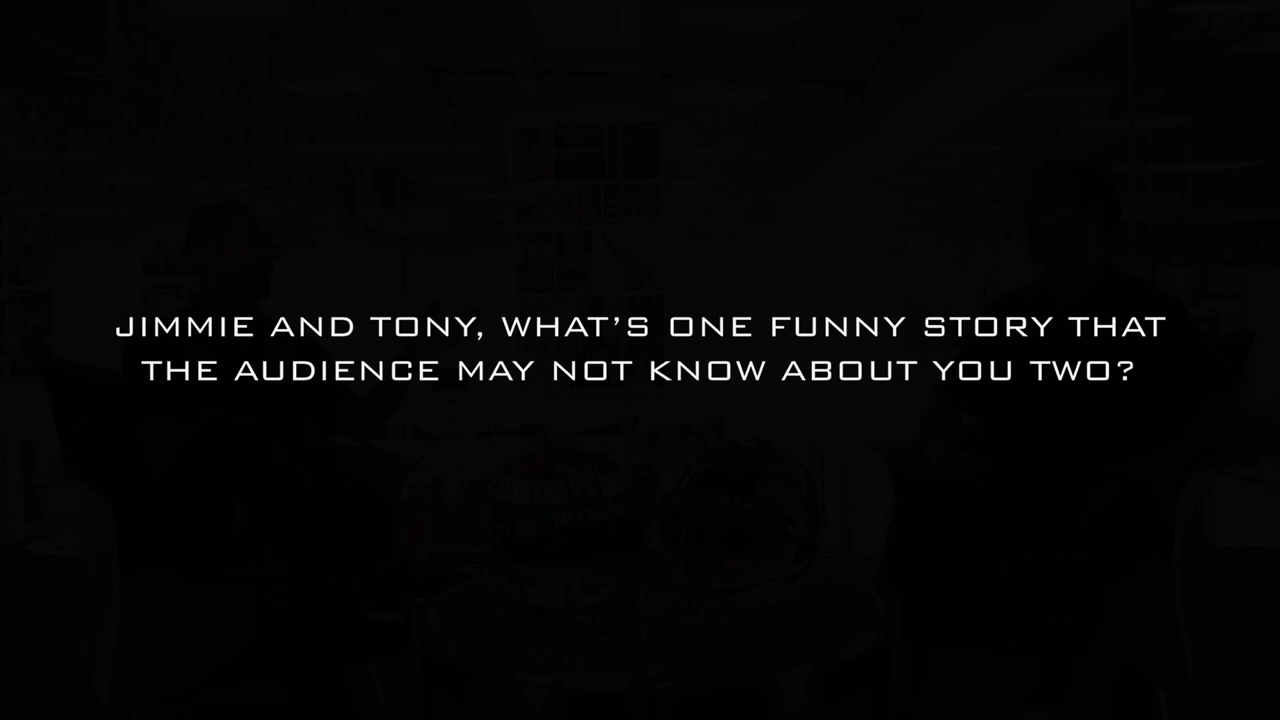 JIMMIE AND TONY, WHAT'S ONE FUNNY STORY THAT
THE AUDIENCE MAY NOT KNOW ABOUT YOU TWO?